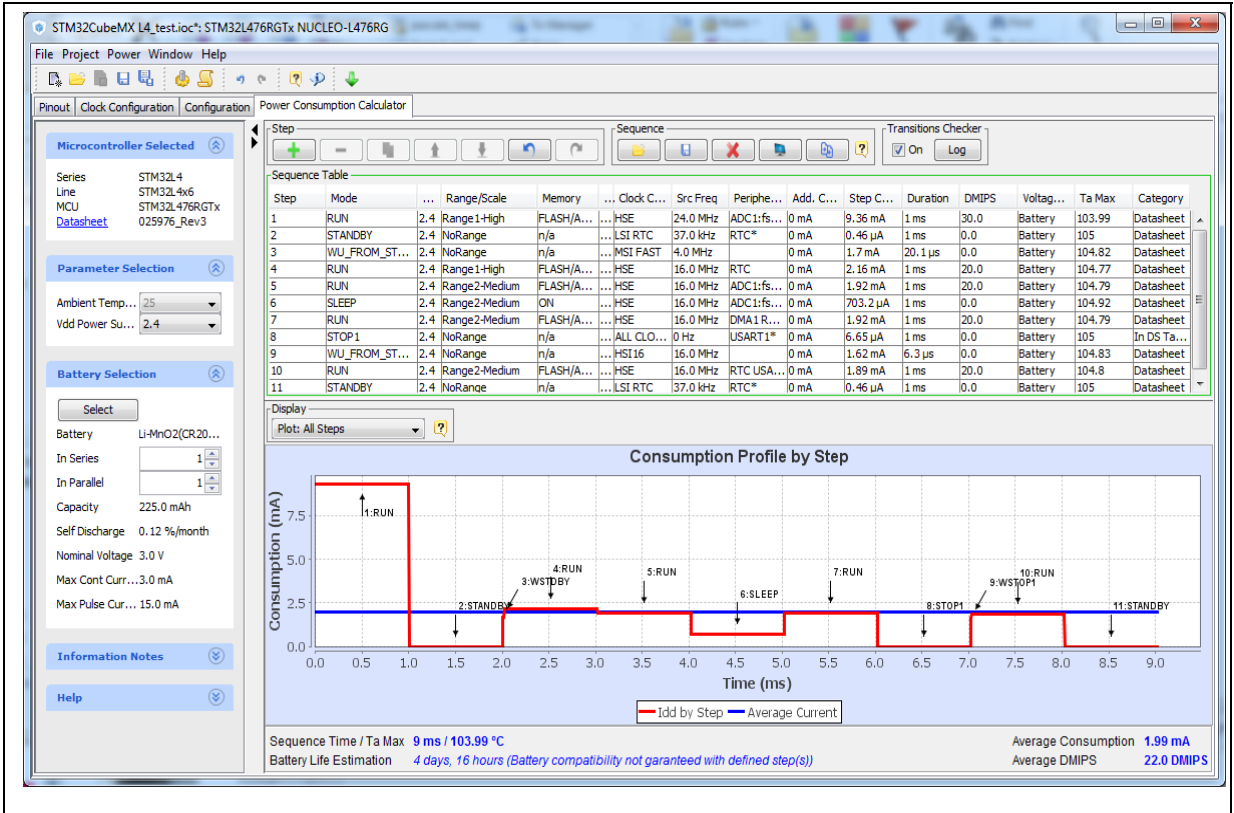 STM32CubeMX L4_test.ioc*: STM32L476RGTx NUCLEO-L476RG
File Project Power Window Help
Pinout Clock Configuration Configuration Power Consumption Calculator
Microcontroller Selected
Series STM32L4
Line STM32L4x6
MCU STM32L476RGTx
Datasheet 025976_Rev3
Parameter Selection
Ambient Temp... 25
Vdd Power Su... 2.4
Battery Selection
Select
Battery Li-MnO2(CR20...
In Series 1
In Parallel 1
Capacity 225.0 mAh
Self Discharge 0.12 %/month
Nominal Voltage 3.0 V
Max Cont Curr...3.0 mA
Max Pulse Cur... 15.0 mA
Information Notes
Help
Step Sequence Transitions Checker
On Log
Sequence Table
Step Mode ... Range/Scale Memory ... Clock C... Src Freq Periphe... Add. C... Step C... Duration DMIPS Voltag... Ta Max Category
1 RUN 2.4 Range1-High FLASH/A... ... HSE 24.0 MHz ADC1:fs... 0 mA 9.36 mA 1 ms 30.0 Battery 103.99 Datasheet
2 STANDBY 2.4 NoRange n/a ... LSI RTC 37.0 kHz RTC* 0 mA 0.46 µA 1 ms 0.0 Battery 105 Datasheet
3 WU_FROM_ST... 2.4 NoRange n/a ... MSI FAST 4.0 MHz 0 mA 1.7 mA 20.1 µs 0.0 Battery 104.82 Datasheet
4 RUN 2.4 Range1-High FLASH/A... ... HSE 16.0 MHz RTC 0 mA 2.16 mA 1 ms 20.0 Battery 104.77 Datasheet
5 RUN 2.4 Range2-Medium FLASH/A... ... HSE 16.0 MHz ADC1:fs... 0 mA 1.92 mA 1 ms 20.0 Battery 104.79 Datasheet
6 SLEEP 2.4 Range2-Medium ON ... HSE 16.0 MHz ADC1:fs... 0 mA 703.2 µA 1 ms 0.0 Battery 104.92 Datasheet
7 RUN 2.4 Range2-Medium FLASH/A... ... HSE 16.0 MHz DMA1 R... 0 mA 1.92 mA 1 ms 20.0 Battery 104.79 Datasheet
8 STOP1 2.4 NoRange n/a ... ALL CLO... 0 Hz USART1* 0 mA 6.65 µA 1 ms 0.0 Battery 105 In DS Ta...
9 WU_FROM_ST... 2.4 NoRange n/a ... HSI16 16.0 MHz 0 mA 1.62 mA 6.3 µs 0.0 Battery 104.83 Datasheet
10 RUN 2.4 Range2-Medium FLASH/A... ... HSE 16.0 MHz RTC USA... 0 mA 1.89 mA 1 ms 20.0 Battery 104.8 Datasheet
11 STANDBY 2.4 NoRange n/a ... LSI RTC 37.0 kHz RTC* 0 mA 0.46 µA 1 ms 0.0 Battery 105 Datasheet
Display
Plot: All Steps
Consumption Profile by Step
Consumption (mA)
7.5
5.0
2.5
0.0
1:RUN
2:STANDBY
3:WSTDBY
4:RUN
5:RUN
6:SLEEP
7:RUN
8:STOP1
9:WSTOP1
10:RUN
11:STANDBY
0.0 0.5 1.0 1.5 2.0 2.5 3.0 3.5 4.0 4.5 5.0 5.5 6.0 6.5 7.0 7.5 8.0 8.5 9.0
Time (ms)
Idd by Step Average Current
Sequence Time / Ta Max 9 ms / 103.99 °C Average Consumption 1.99 mA
Battery Life Estimation 4 days, 16 hours (Battery compatibility not garanteed with defined step(s)) Average DMIPS 22.0 DMIPS